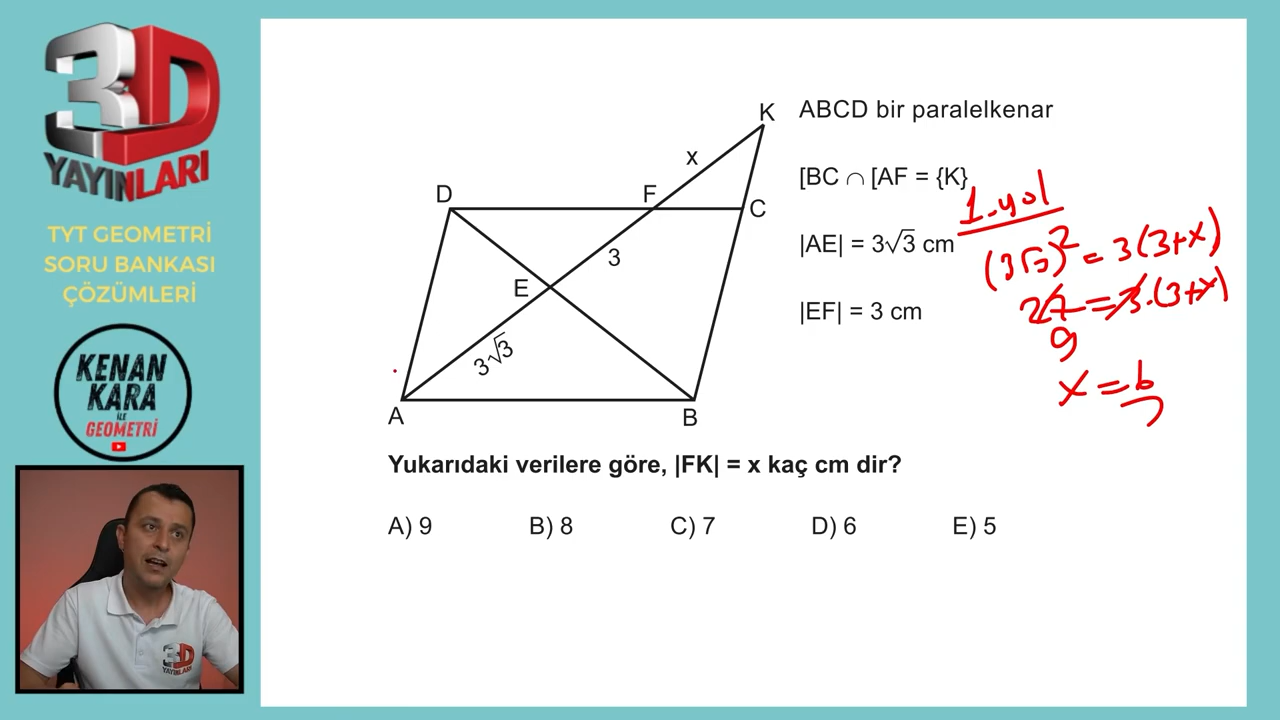 3D
YAYINLARI
TYT GEOMETRİ
SORU BANKASI
ÇÖZÜMLERİ
KENAN
KARA
İLE
GEOMETRİ
3D
YAYINLARI
K
x
D
F
C
3
E
3√3
A
B
ABCD bir paralelkenar
[BC ∩ [AF = {K}
|AE| = 3√3 cm
|EF| = 3 cm
1.yol
(3√3)² = 3(3+x)
27 = 3.(3+x)
9
x = 6
Yukarıdaki verilere göre, |FK| = x kaç cm dir?
A) 9 B) 8 C) 7 D) 6 E) 5